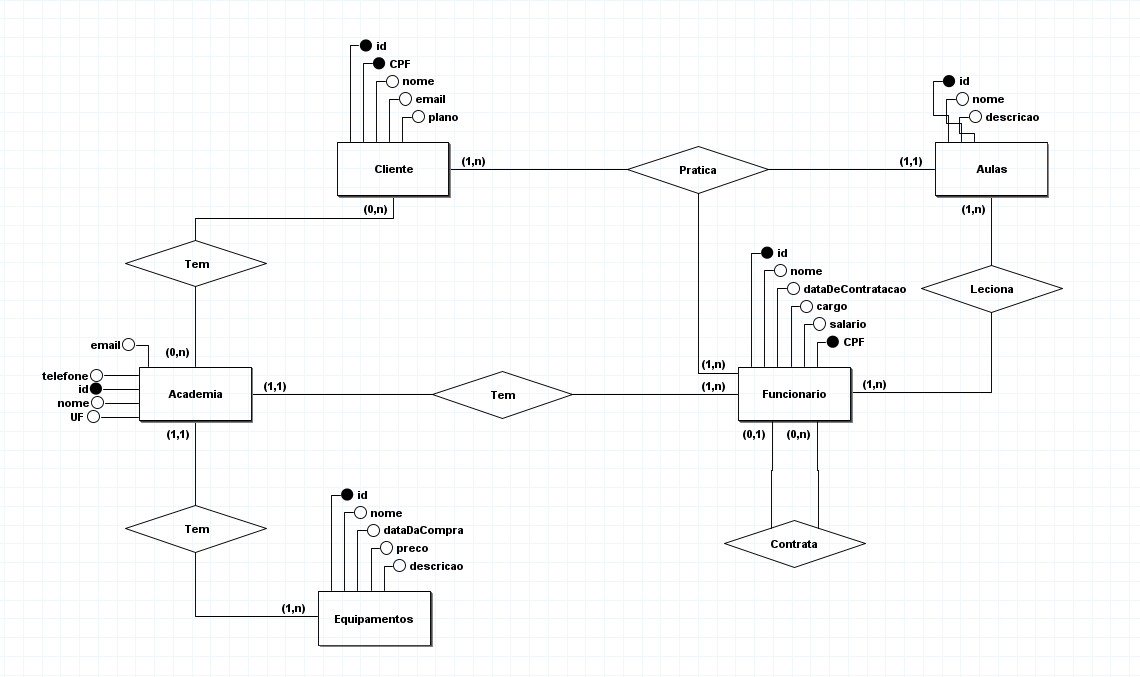 id
CPF
nome
email
plano
Cliente
(1,n)
Pratica
(1,1)
id
nome
descricao
Aulas
(0,n)
(1,n)
Tem
Leciona
id
nome
dataDeContratacao
cargo
salario
CPF
email
(0,n)
telefone
id
nome
UF
Academia
(1,1)
Tem
(1,n)
(1,n)
Funcionario
(1,n)
(1,1)
(0,1)
(0,n)
Tem
Contrata
id
nome
dataDaCompra
preco
descricao
(1,n)
Equipamentos